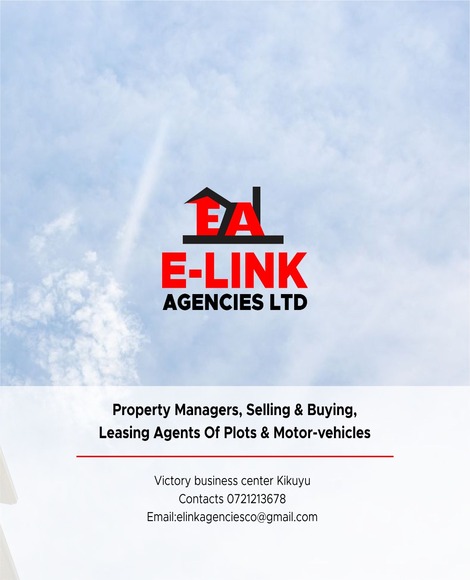 EA
E-LINK
AGENCIES LTD
Property Managers, Selling & Buying,
Leasing Agents Of Plots & Motor-vehicles
Victory business center Kikuyu
Contacts 0721213678
Email:elinkagenciesco@gmail.com